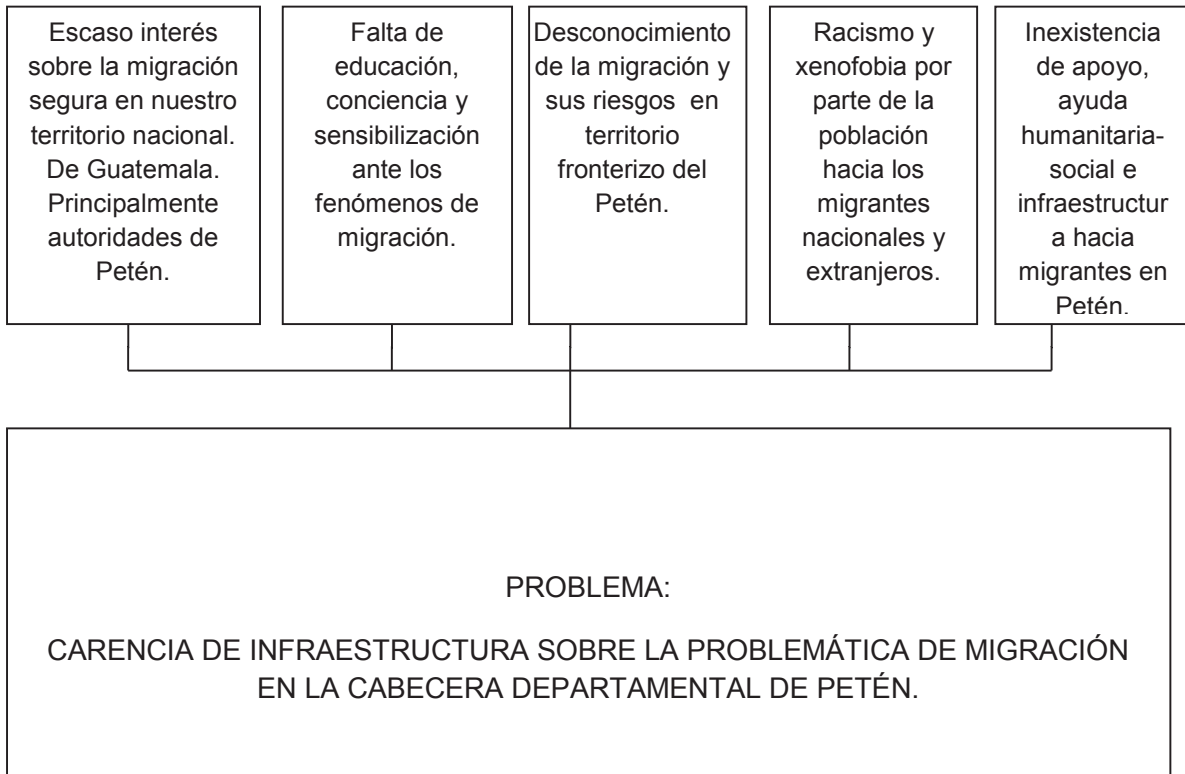 Escaso interés
sobre la migración
segura en nuestro
territorio nacional.
De Guatemala.
Principalmente
autoridades de
Petén.
Falta de
educación,
conciencia y
sensibilización
ante los
fenómenos de
migración.
Desconocimiento
de la migración y
sus riesgos en
territorio
fronterizo del
Petén.
Racismo y
xenofobia por
parte de la
población
hacia los
migrantes
nacionales y
extranjeros.
Inexistencia
de apoyo,
ayuda
humanitaria-
social e
infraestructur
a hacia
migrantes en
Petén.
PROBLEMA:
CARENCIA DE INFRAESTRUCTURA SOBRE LA PROBLEMÁTICA DE MIGRACIÓN
EN LA CABECERA DEPARTAMENTAL DE PETÉN.